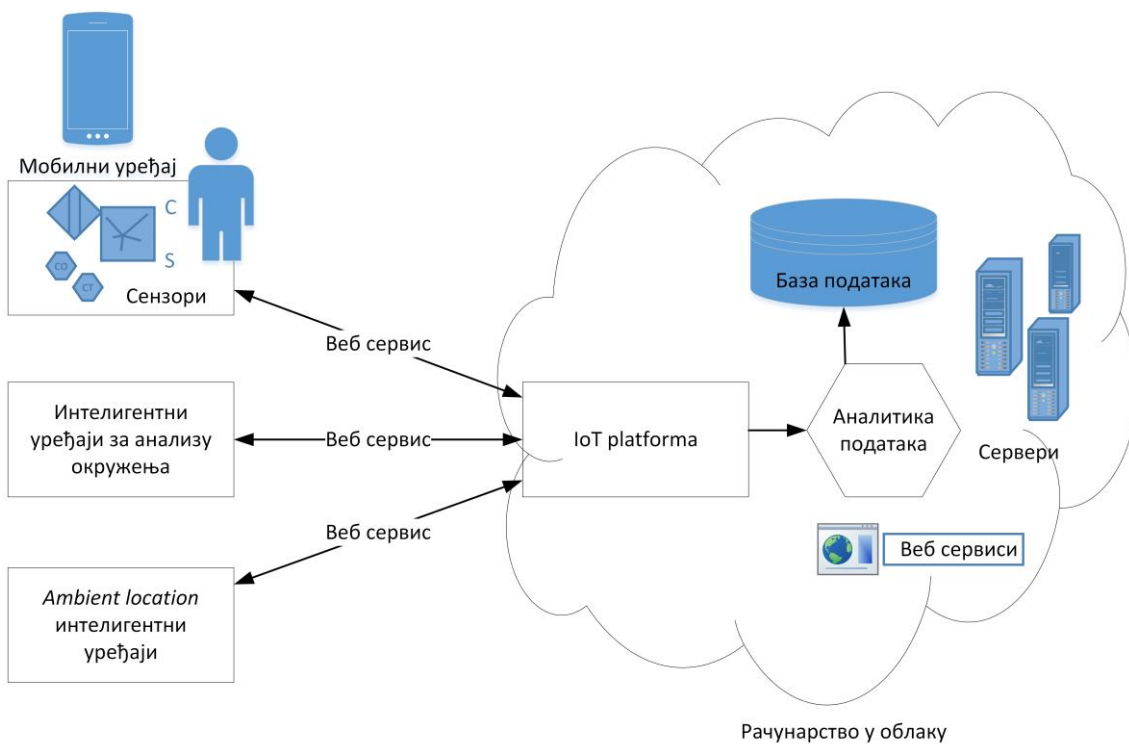 Мобилни уређај
C
S
CO
CT
Сензори
Веб сервис
Интелигентни
уређаји за анализу
окружења
Веб сервис
Ambient location
интелигентни
уређаји
Веб сервис
IoT platforma
База података
Аналитика
података
Сервери
Веб сервиси
Рачунарство у облаку